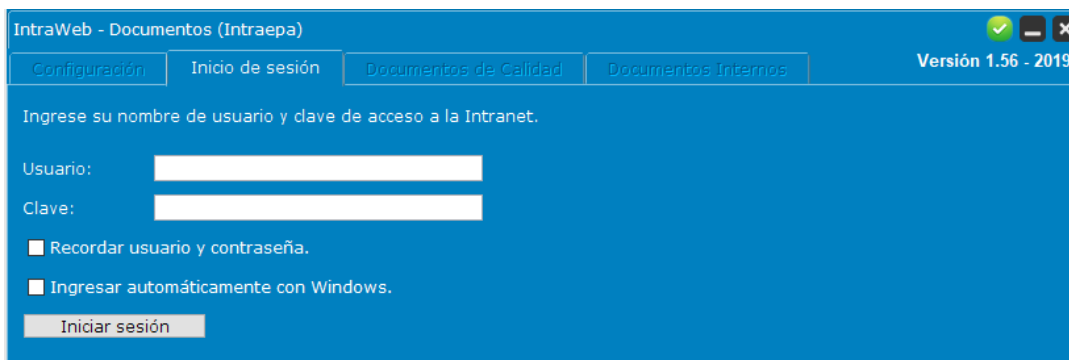 IntraWeb - Documentos (Intraepa)
Configuración Inicio de sesión Documentos de Calidad Documentos Internos Versión 1.56 - 2019
Ingrese su nombre de usuario y clave de acceso a la Intranet.
Usuario:
Clave:
Recordar usuario y contraseña.
Ingresar automáticamente con Windows.
Iniciar sesión